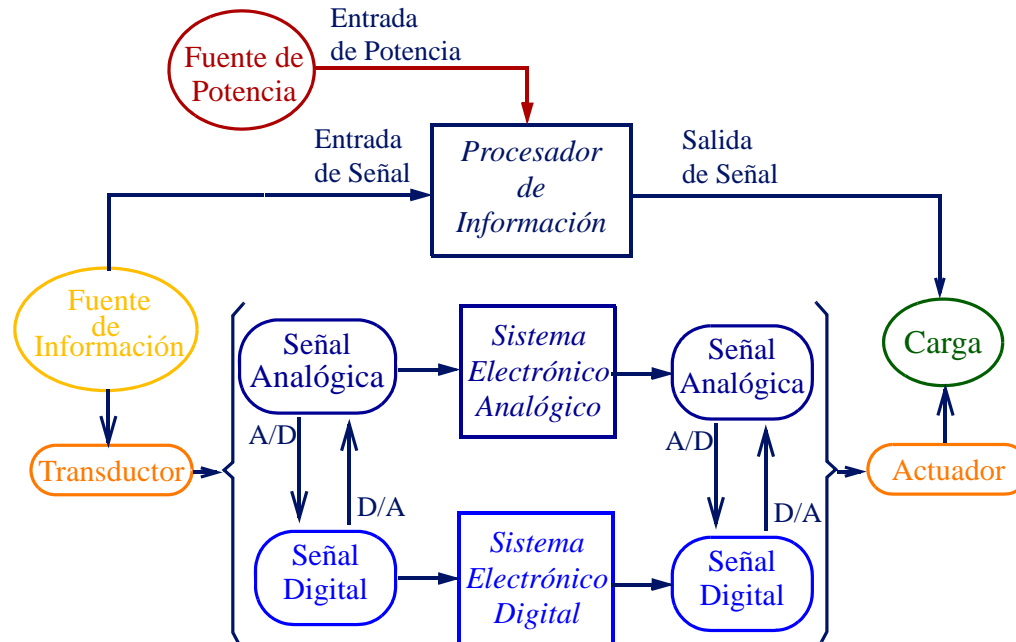 Fuente de
Potencia
Entrada
de Potencia
Entrada
de Señal
Procesador
de
Información
Salida
de Señal
Fuente
de
Información
Señal
Analógica
Sistema
Electrónico
Analógico
Señal
Analógica
Carga
A/D
A/D
Transductor
Actuador
D/A
D/A
Señal
Digital
Sistema
Electrónico
Digital
Señal
Digital